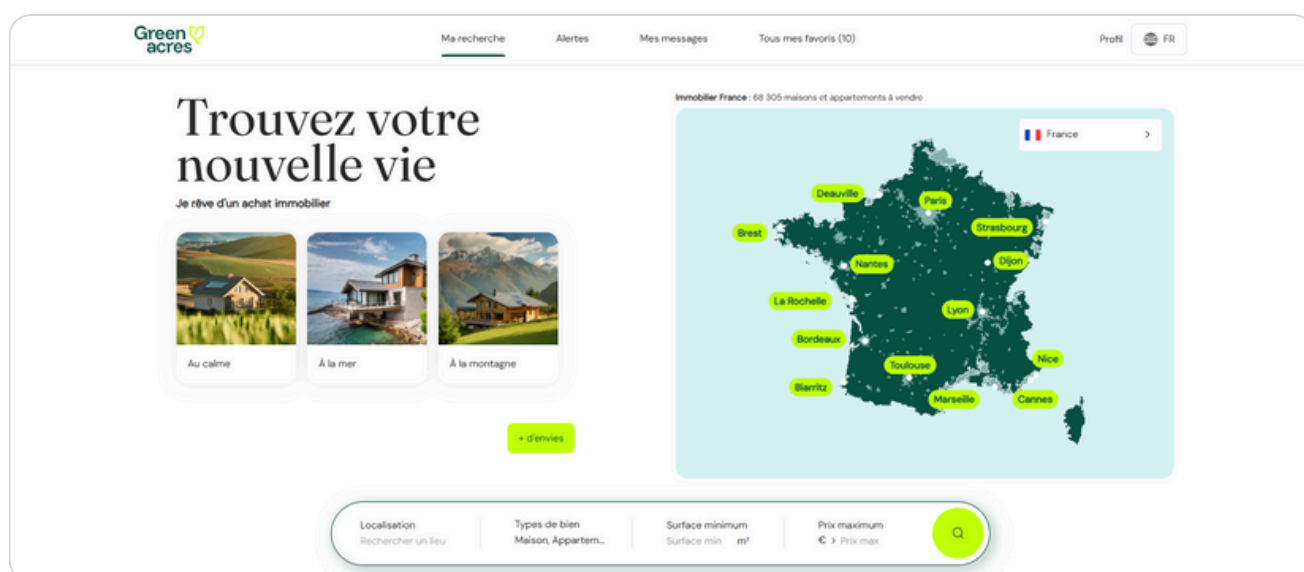 Green
acres
Ma recherche
Alertes
Mes messages
Tous mes favoris (10)
Profil
FR
Trouvez votre
nouvelle vie
Je rêve d'un achat immobilier
Au calme
À la mer
À la montagne
+ d'envies
Immobilier France : 68 305 maisons et appartements à vendre
France
Deauville
Paris
Brest
Strasbourg
Nantes
Dijon
La Rochelle
Lyon
Bordeaux
Nice
Toulouse
Biarritz
Marseille
Cannes
Localisation
Rechercher un lieu
Types de bien
Maison, Appartem...
Surface minimum
Surface min m²
Prix maximum
€ > Prix max